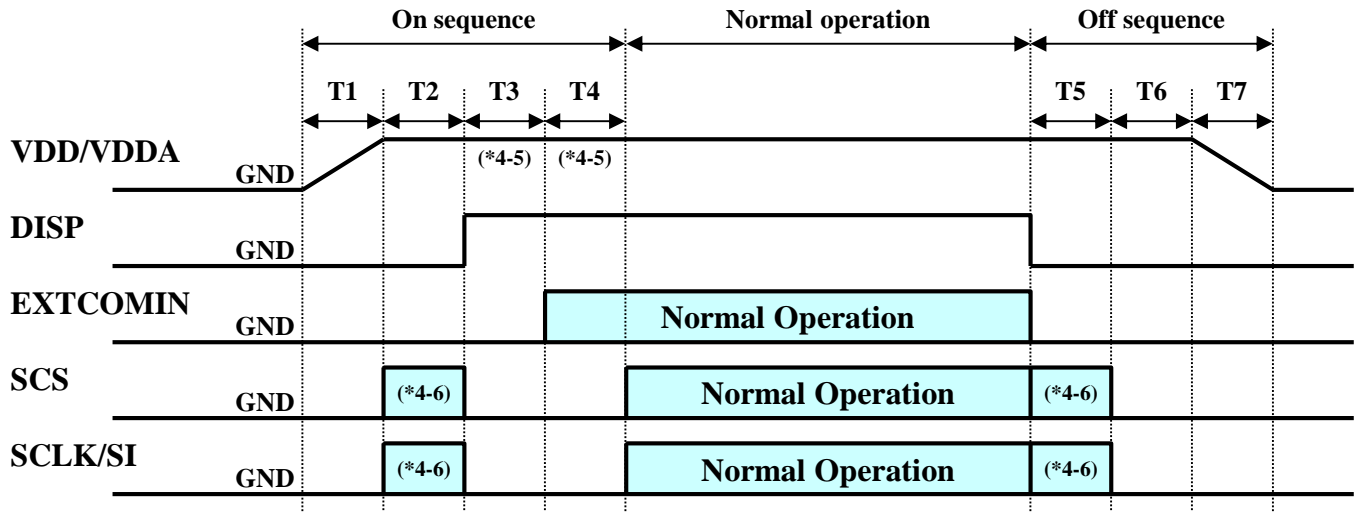 On sequence Normal operation Off sequence
T1 T2 T3 T4 T5 T6 T7
VDD/VDDA GND (*4-5) (*4-5)
DISP GND
EXTCOMIN GND Normal Operation
SCS GND (*4-6) Normal Operation (*4-6)
SCLK/SI GND (*4-6) Normal Operation (*4-6)